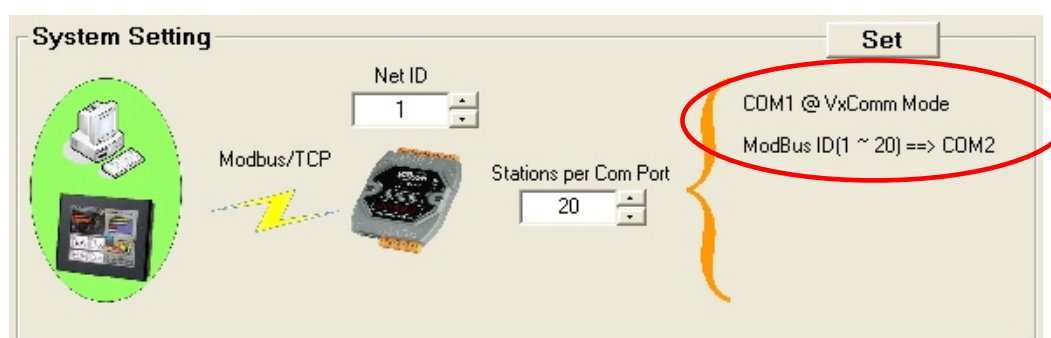 System Setting
Set
Net ID
1
COM1 @ VxComm Mode
ModBus ID(1 ~ 20) ==> COM2
Modbus/TCP
Stations per Com Port
20